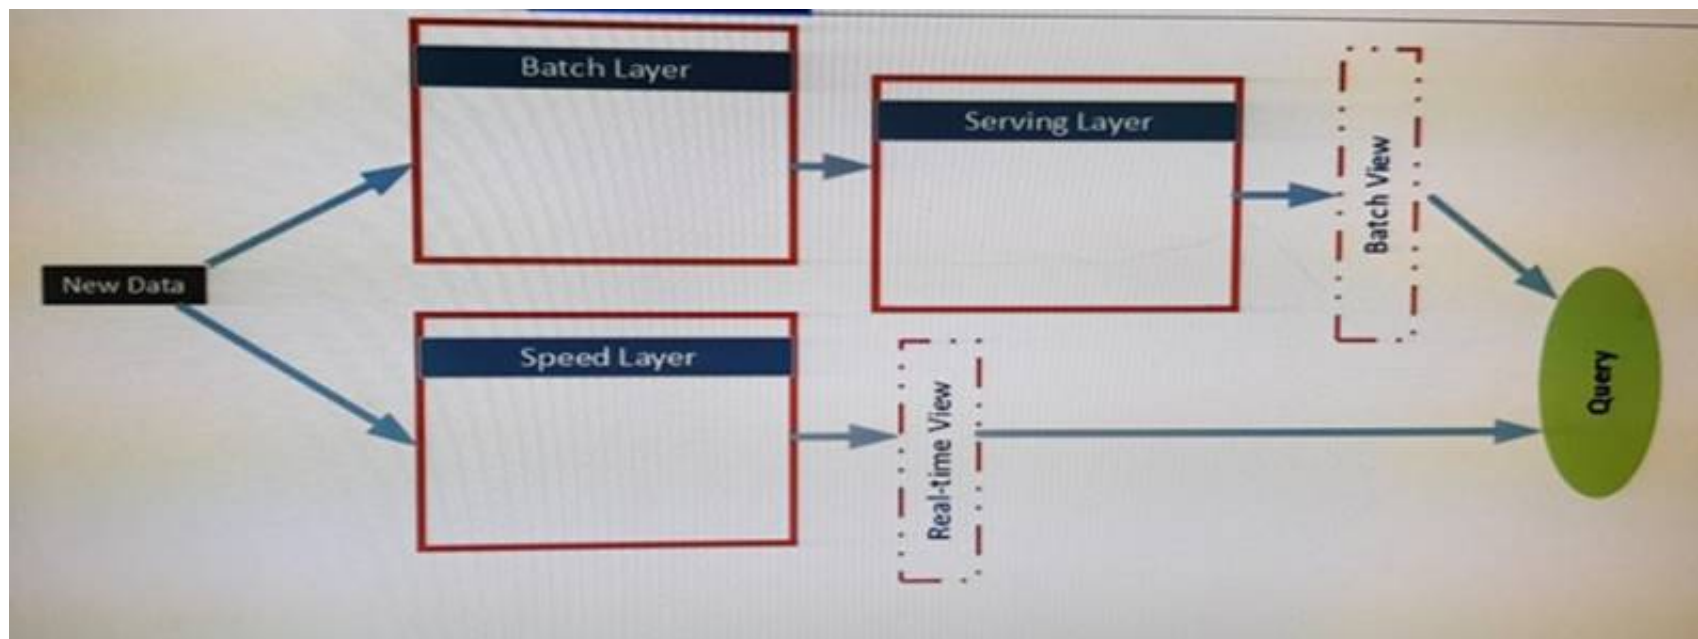 Batch Layer
Serving Layer
Batch View
New Data
Speed Layer
Real-time View
Query